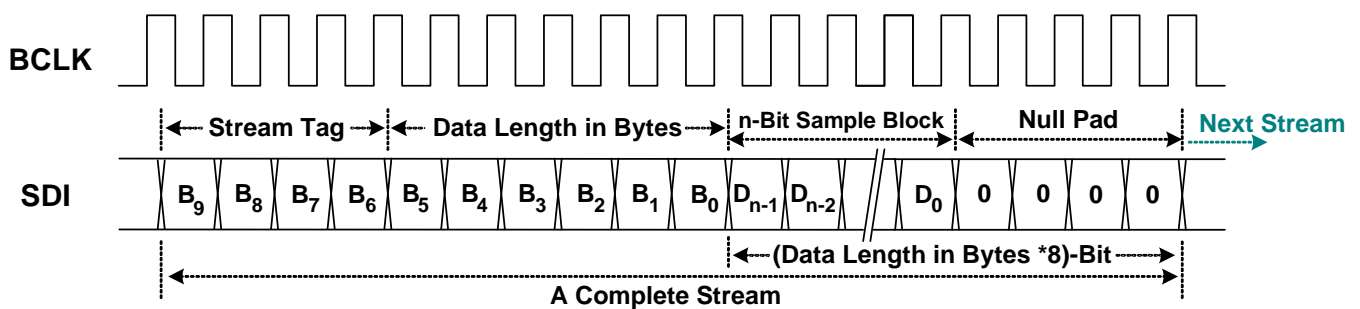 BCLK
Stream Tag Data Length in Bytes n-Bit Sample Block Null Pad Next Stream
SDI B9 B8 B7 B6 B5 B4 B3 B2 B1 B0 Dn-1 Dn-2 D0 0 0 0 0
(Data Length in Bytes *8)-Bit
A Complete Stream